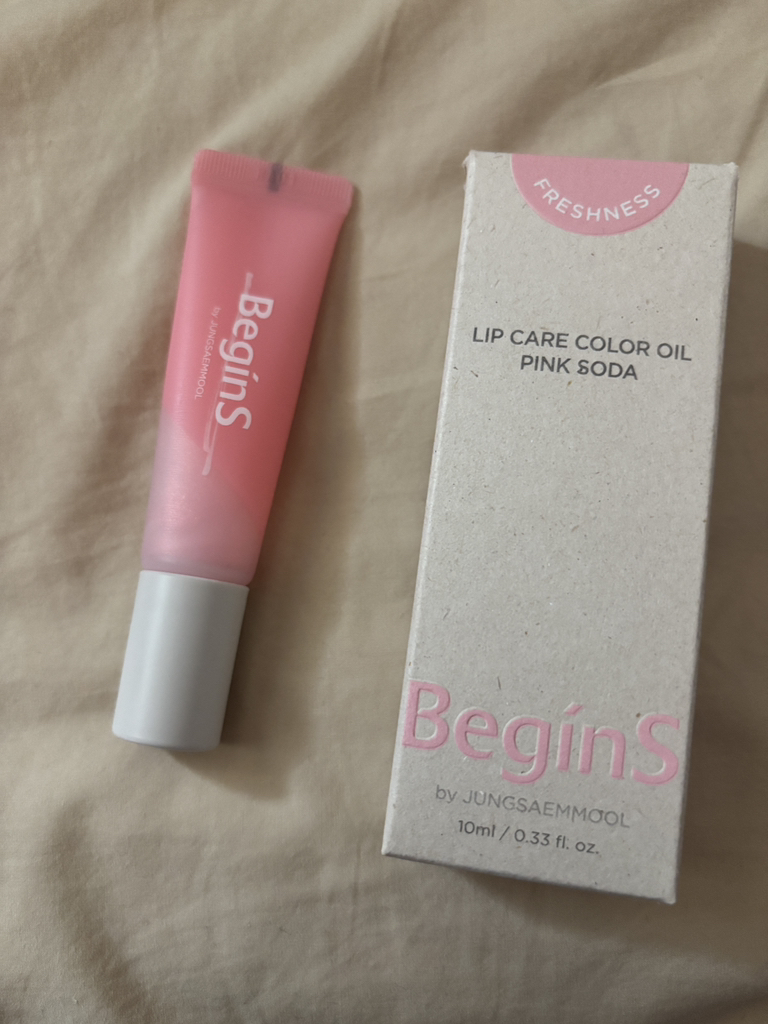 BeginS
by JUNGSAEMMOOL
FRESHNESS
LIP CARE COLOR OIL
PINK SODA
BeginS
by JUNGSAEMMOOL
10ml / 0.33 fl. oz.